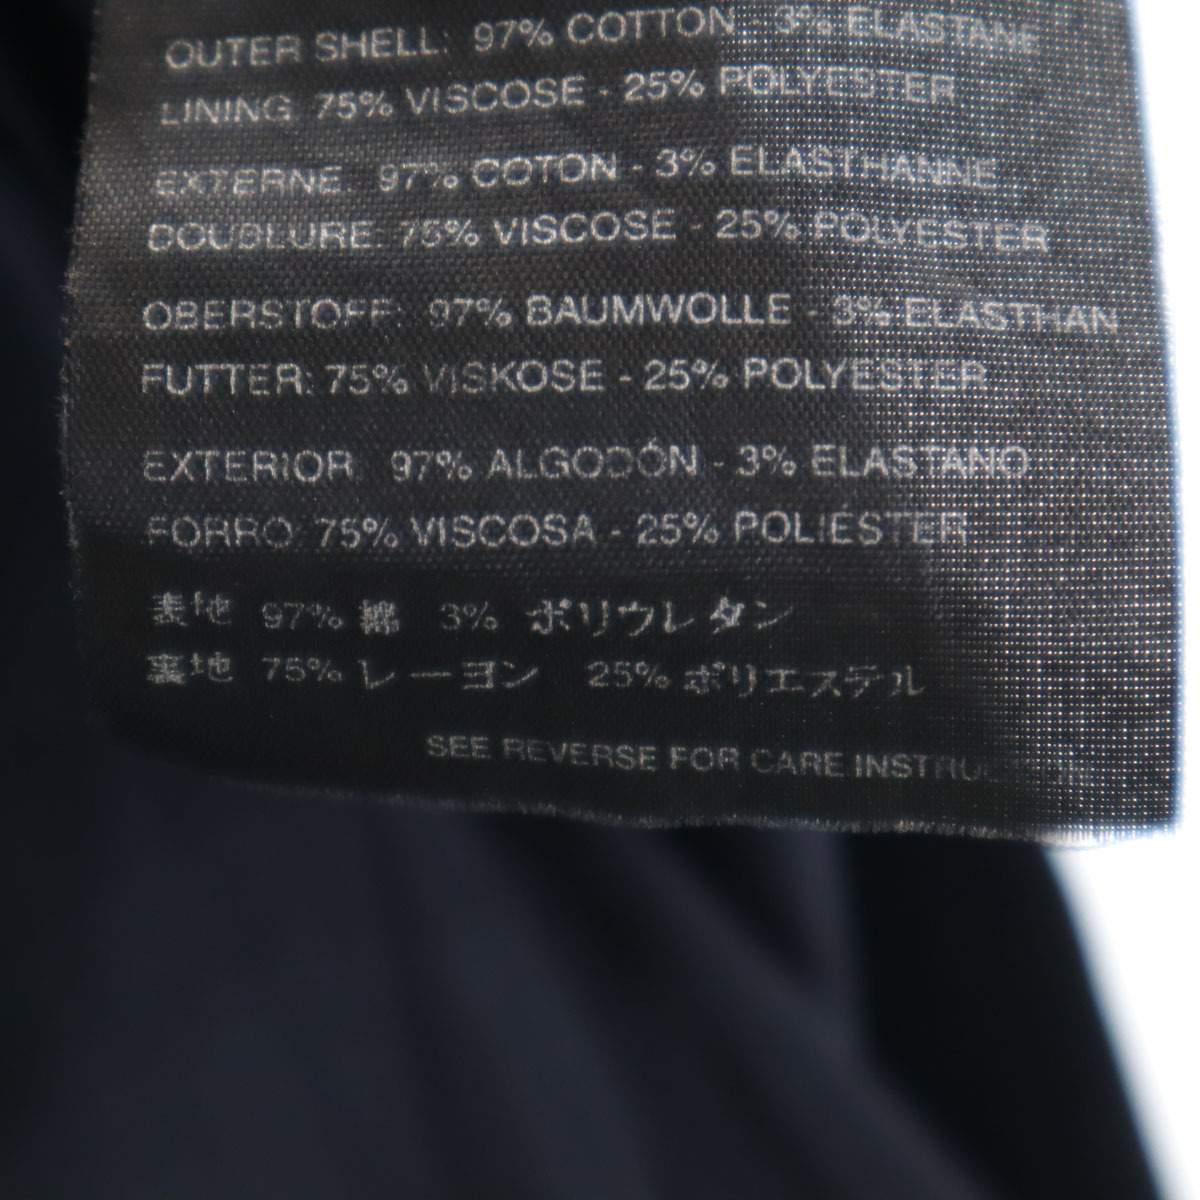 OUTER SHELL: 97% COTTON - 3% ELASTANE
LINING: 75% VISCOSE - 25% POLYESTER
EXTERNE: 97% COTON - 3% ELASTHANNE
DOUBLURE: 75% VISCOSE - 25% POLYESTER
OBERSTOFF: 97% BAUMWOLLE - 3% ELASTHAN
FUTTER: 75% VISKOSE - 25% POLYESTER
EXTERIOR: 97% ALGODÓN - 3% ELASTANO
FORRO: 75% VISCOSA - 25% POLIÉSTER
表地 97% 綿 3% ポリウレタン
裏地 75% レーヨン 25% ポリエステル
SEE REVERSE FOR CARE